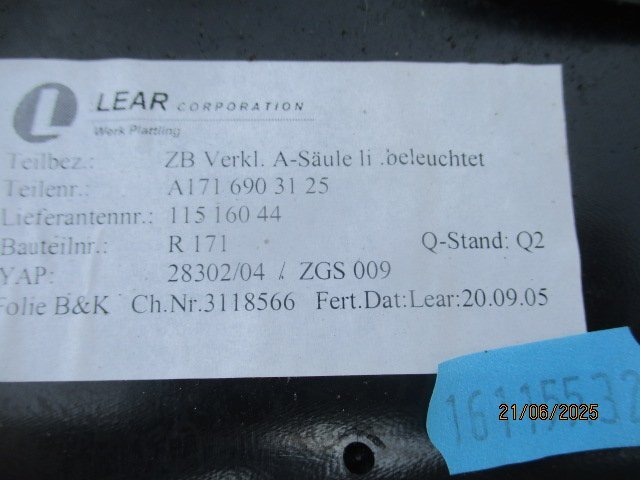 L
LEAR CORPORATION
Werk Plattling
Teilbez.: ZB Verkl. A-Säule li .beleuchtet
Teilenr.: A171 690 31 25
Lieferantennr.: 115 160 44
Bauteilnr.: R 171 Q-Stand: Q2
YAP: 28302/04 / ZGS 009
Folie B&K Ch.Nr.3118566 Fert.Dat:Lear:20.09.05
21/06/2025